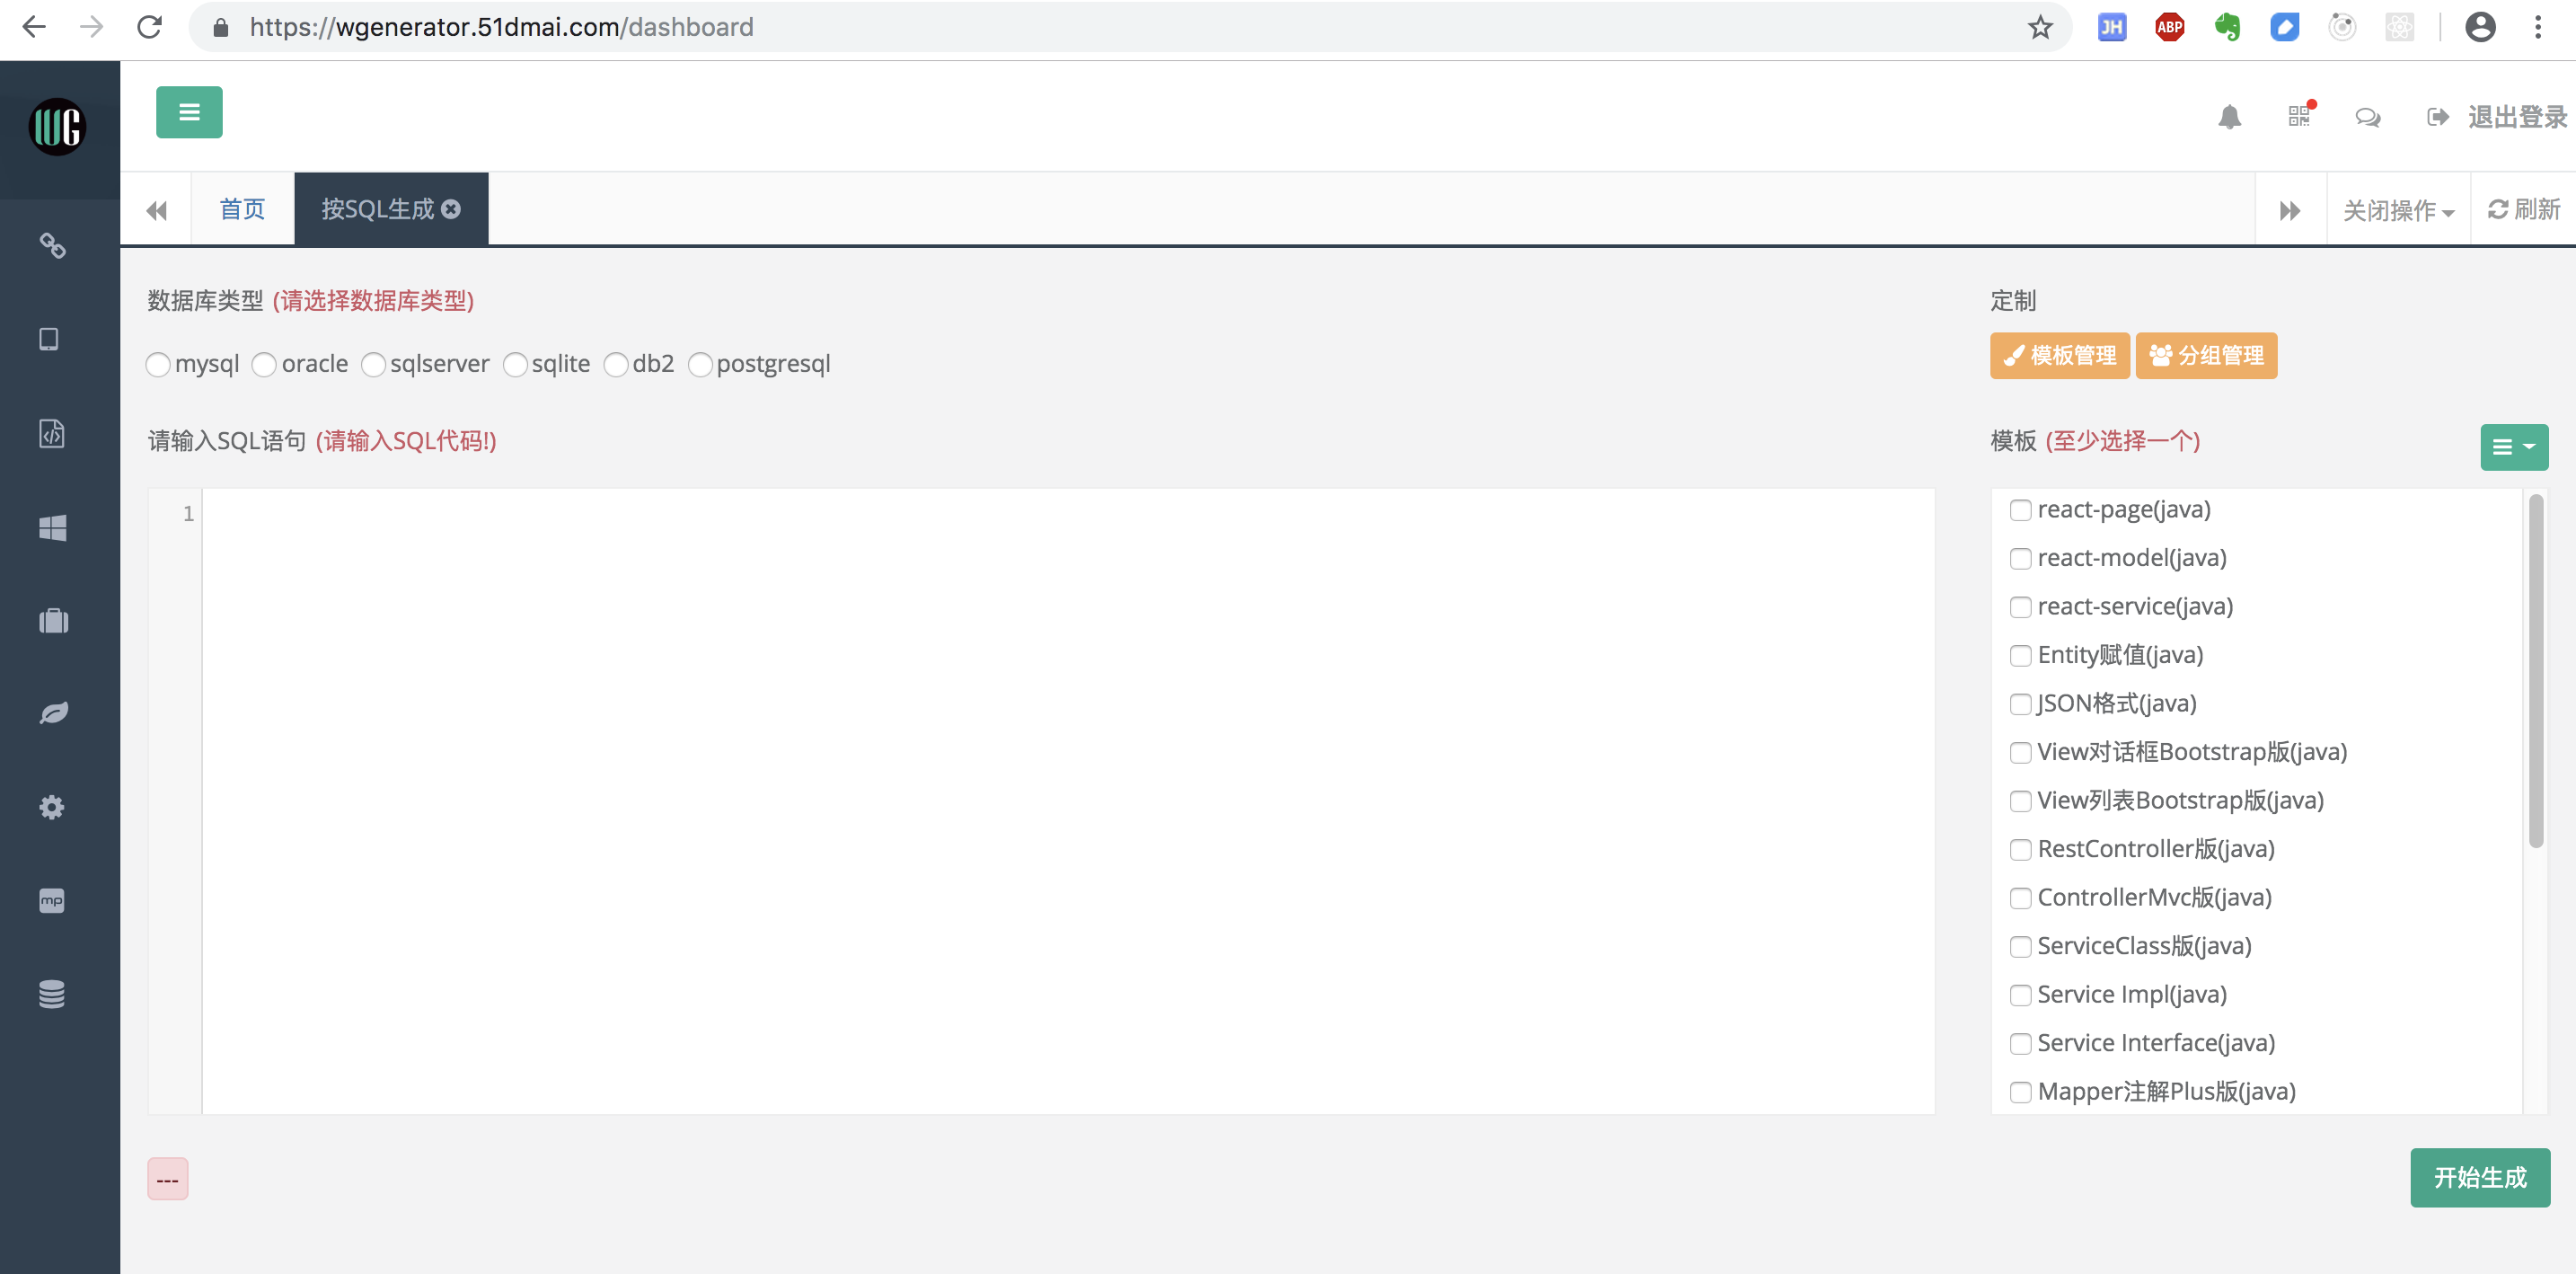 https://wgenerator.51dmai.com/dashboard
JH
ABP
WG
退出登录
首页
按SQL生成
关闭操作
刷新
数据库类型 (请选择数据库类型)
mysql oracle sqlserver sqlite db2 postgresql
请输入SQL语句 (请输入SQL代码!)
1
定制
模板管理
分组管理
模板 (至少选择一个)
react-page(java)
react-model(java)
react-service(java)
Entity赋值(java)
JSON格式(java)
View对话框Bootstrap版(java)
View列表Bootstrap版(java)
RestController版(java)
ControllerMvc版(java)
ServiceClass版(java)
Service Impl(java)
Service Interface(java)
Mapper注解Plus版(java)
mp
---
开始生成